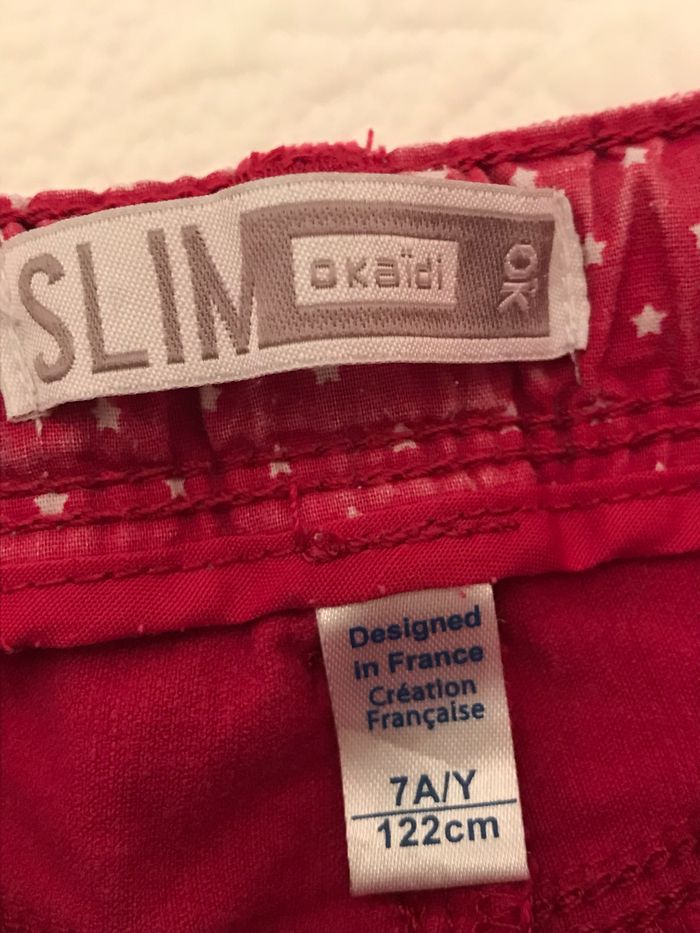 SLIM
okaïdi
OK
Designed
in France
Création
Française
7A/Y
122cm